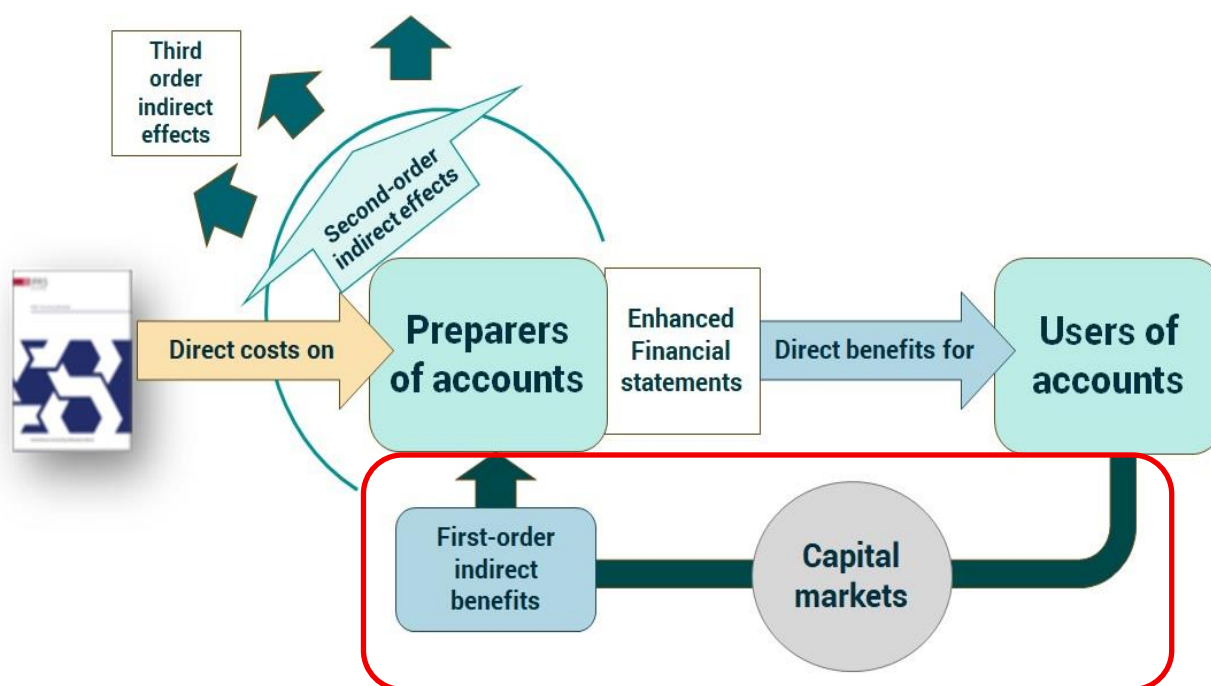 Third
order
indirect
effects
Second-order
indirect effects
Direct costs on
Preparers
of accounts
Enhanced
Financial
statements
Direct benefits for
Users of
accounts
First-order
indirect
benefits
Capital
markets